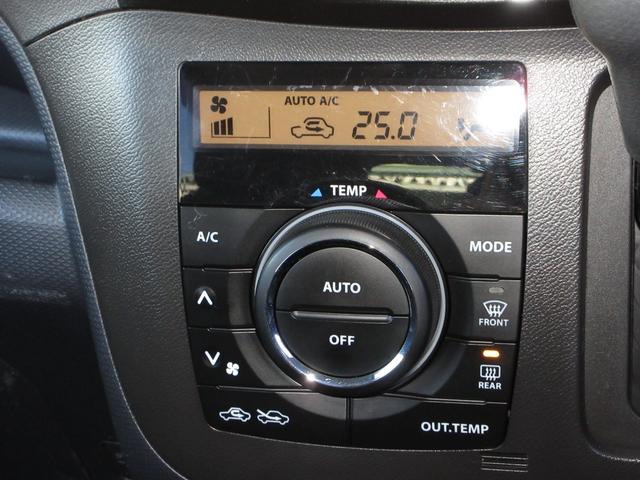 AUTO A/C
25.0
TEMP
A/C
MODE
AUTO
FRONT
OFF
REAR
OUT.TEMP